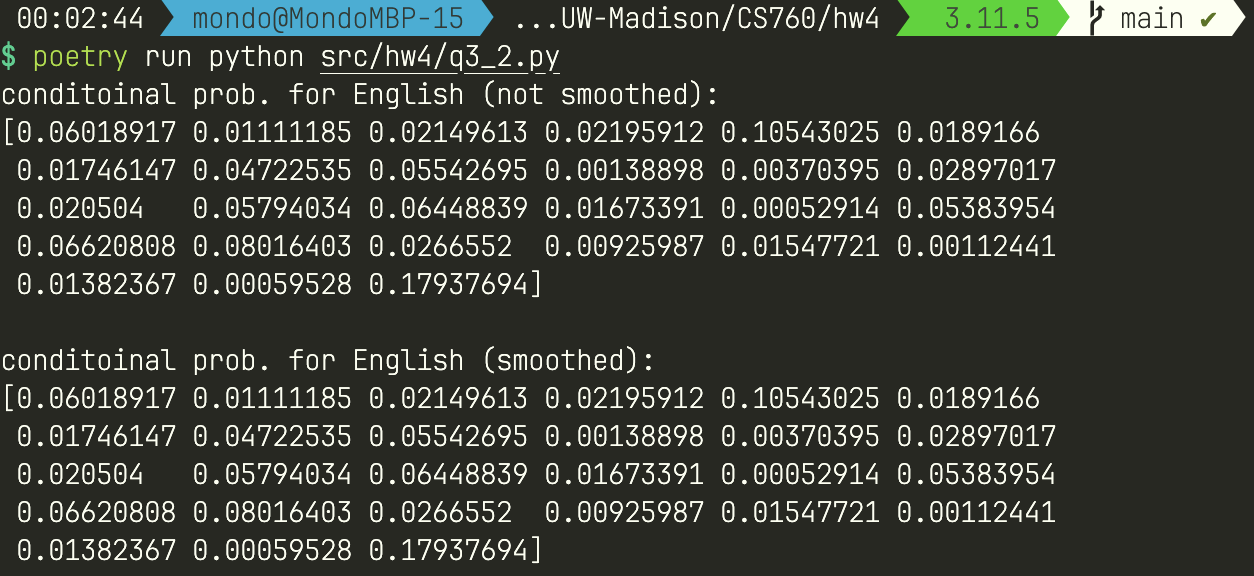 00:02:44 mondo@MondoMBP-15 ...UW-Madison/CS760/hw4 3.11.5 main ✔
$ poetry run python src/hw4/q3_2.py
conditoinal prob. for English (not smoothed):
[0.06018917 0.01111185 0.02149613 0.02195912 0.10543025 0.0189166
0.01746147 0.04722535 0.05542695 0.00138898 0.00370395 0.02897017
0.020504 0.05794034 0.06448839 0.01673391 0.00052914 0.05383954
0.06620808 0.08016403 0.0266552 0.00925987 0.01547721 0.00112441
0.01382367 0.00059528 0.17937694]
conditoinal prob. for English (smoothed):
[0.06018917 0.01111185 0.02149613 0.02195912 0.10543025 0.0189166
0.01746147 0.04722535 0.05542695 0.00138898 0.00370395 0.02897017
0.020504 0.05794034 0.06448839 0.01673391 0.00052914 0.05383954
0.06620808 0.08016403 0.0266552 0.00925987 0.01547721 0.00112441
0.01382367 0.00059528 0.17937694]